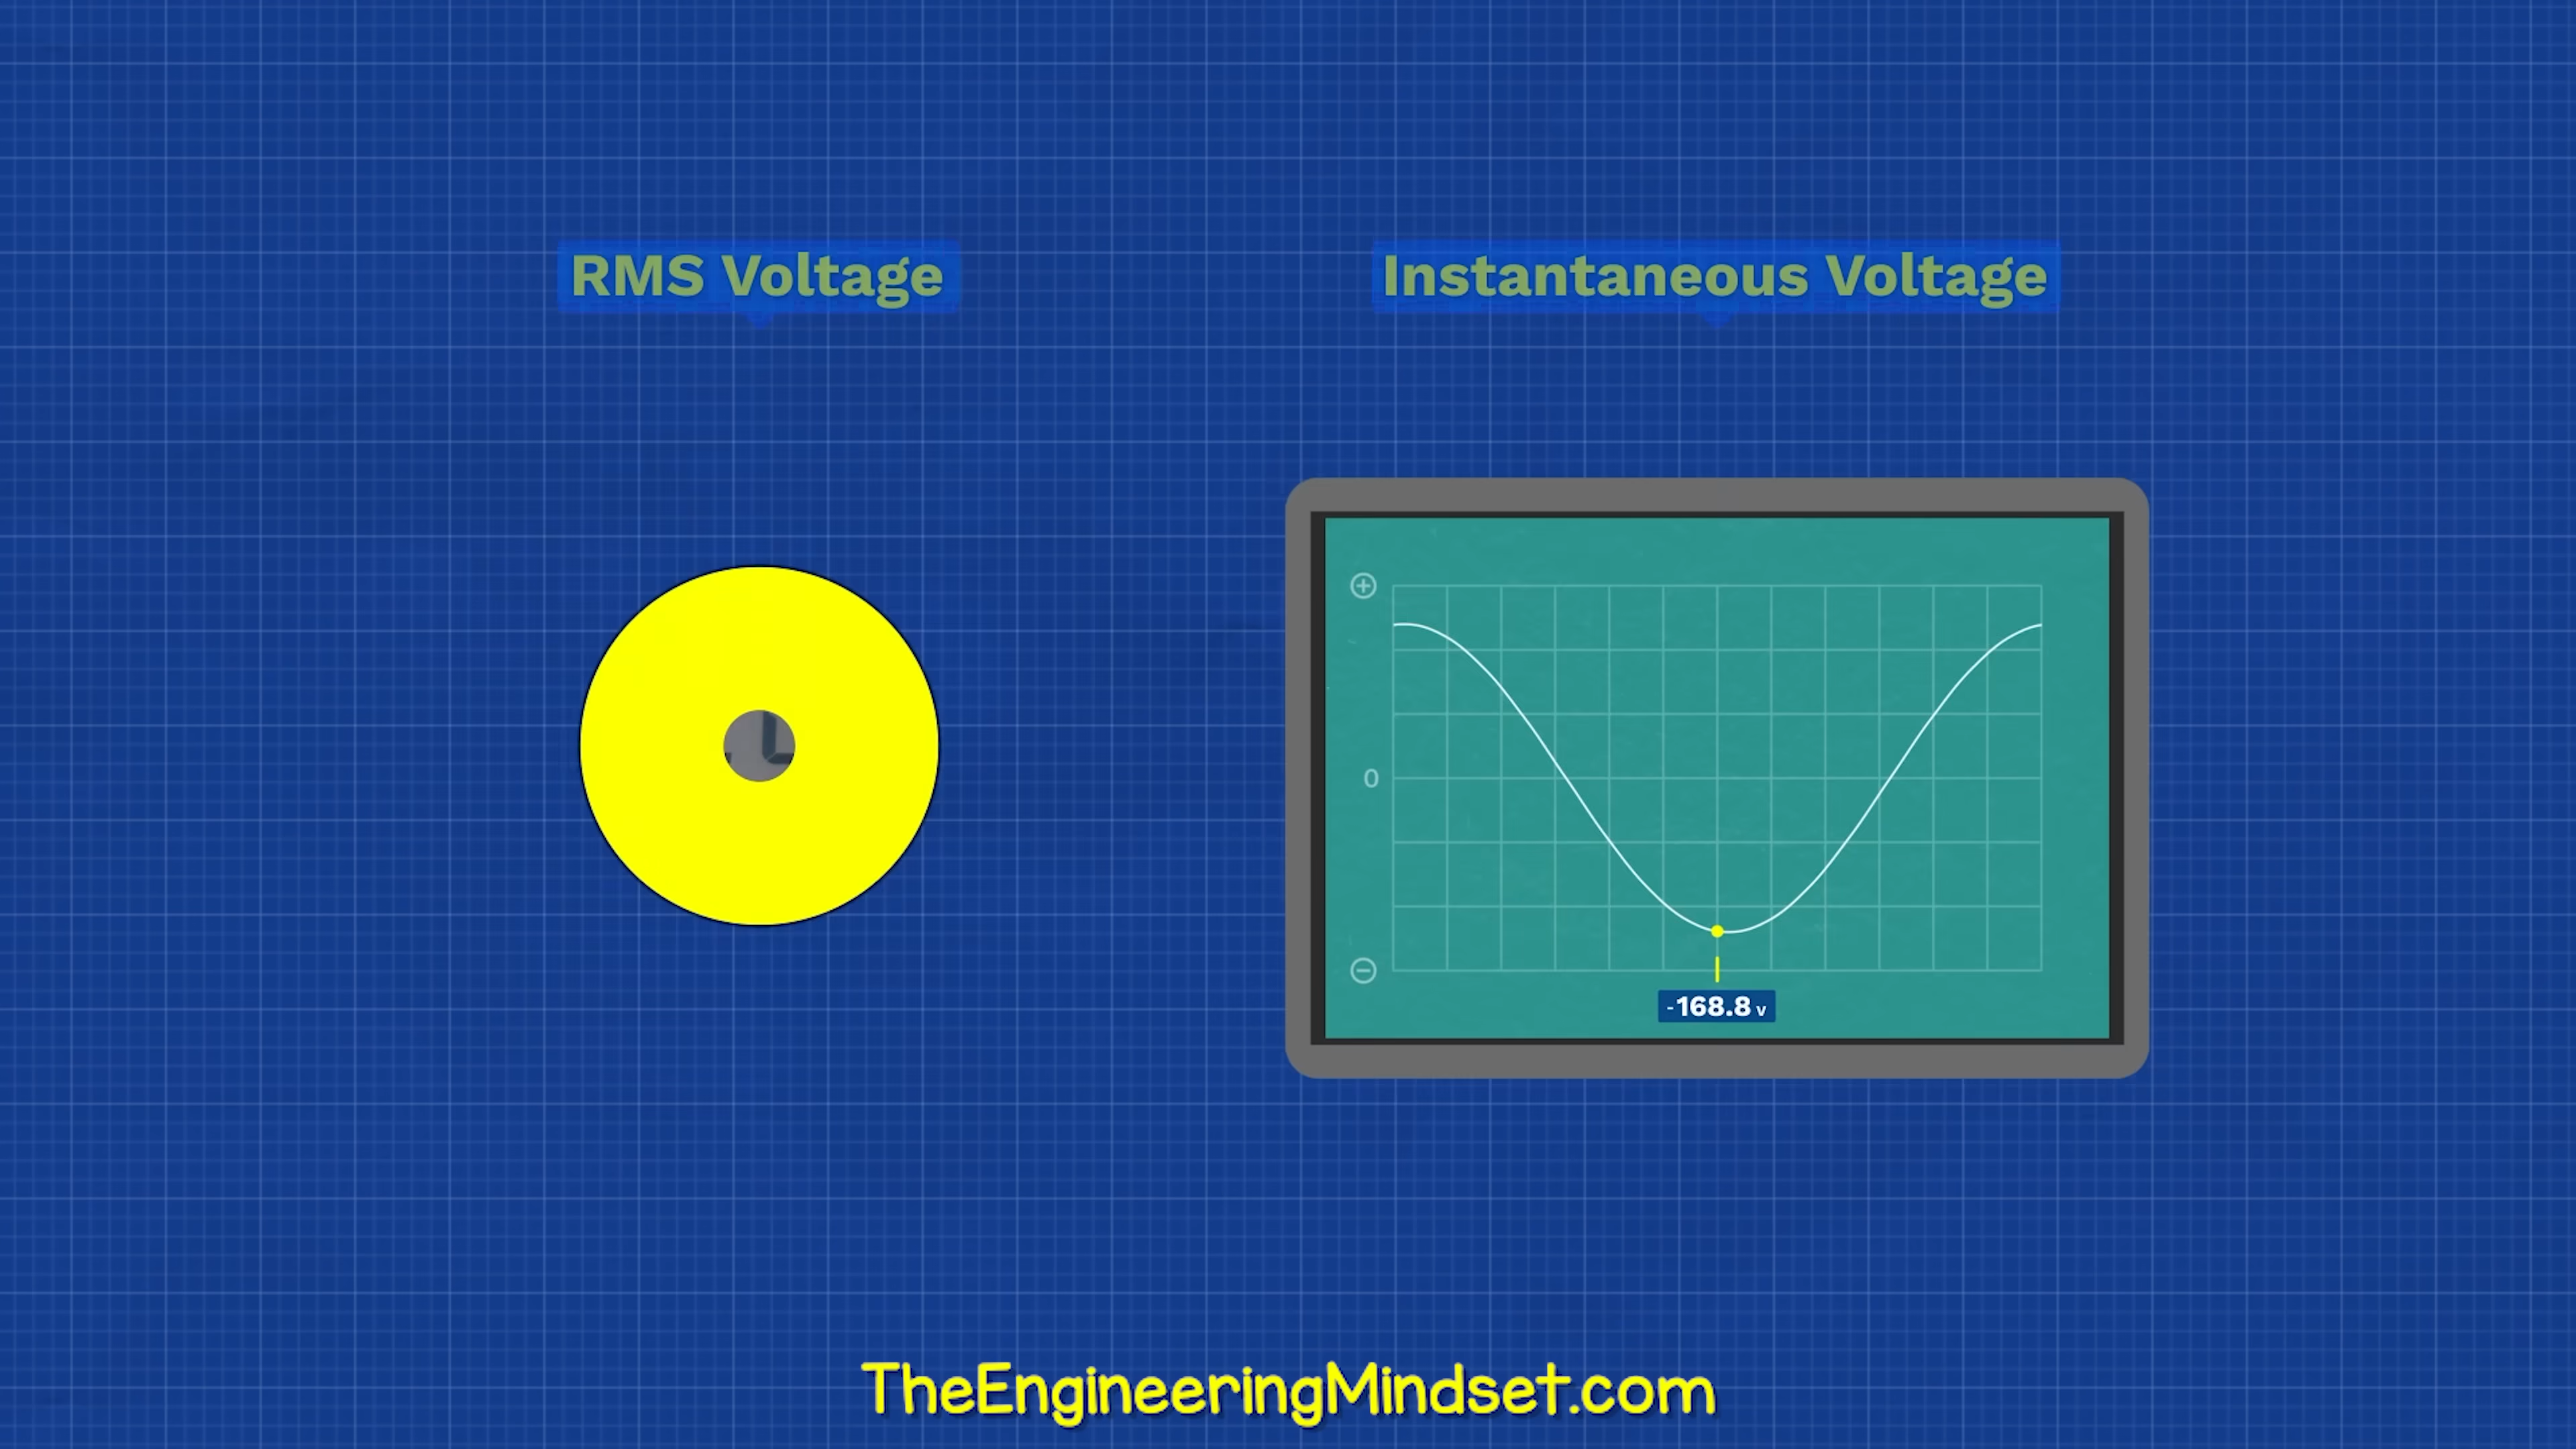 RMS Voltage
Instantaneous Voltage
+
0
-
-168.8 v
TheEngineeringMindset.com